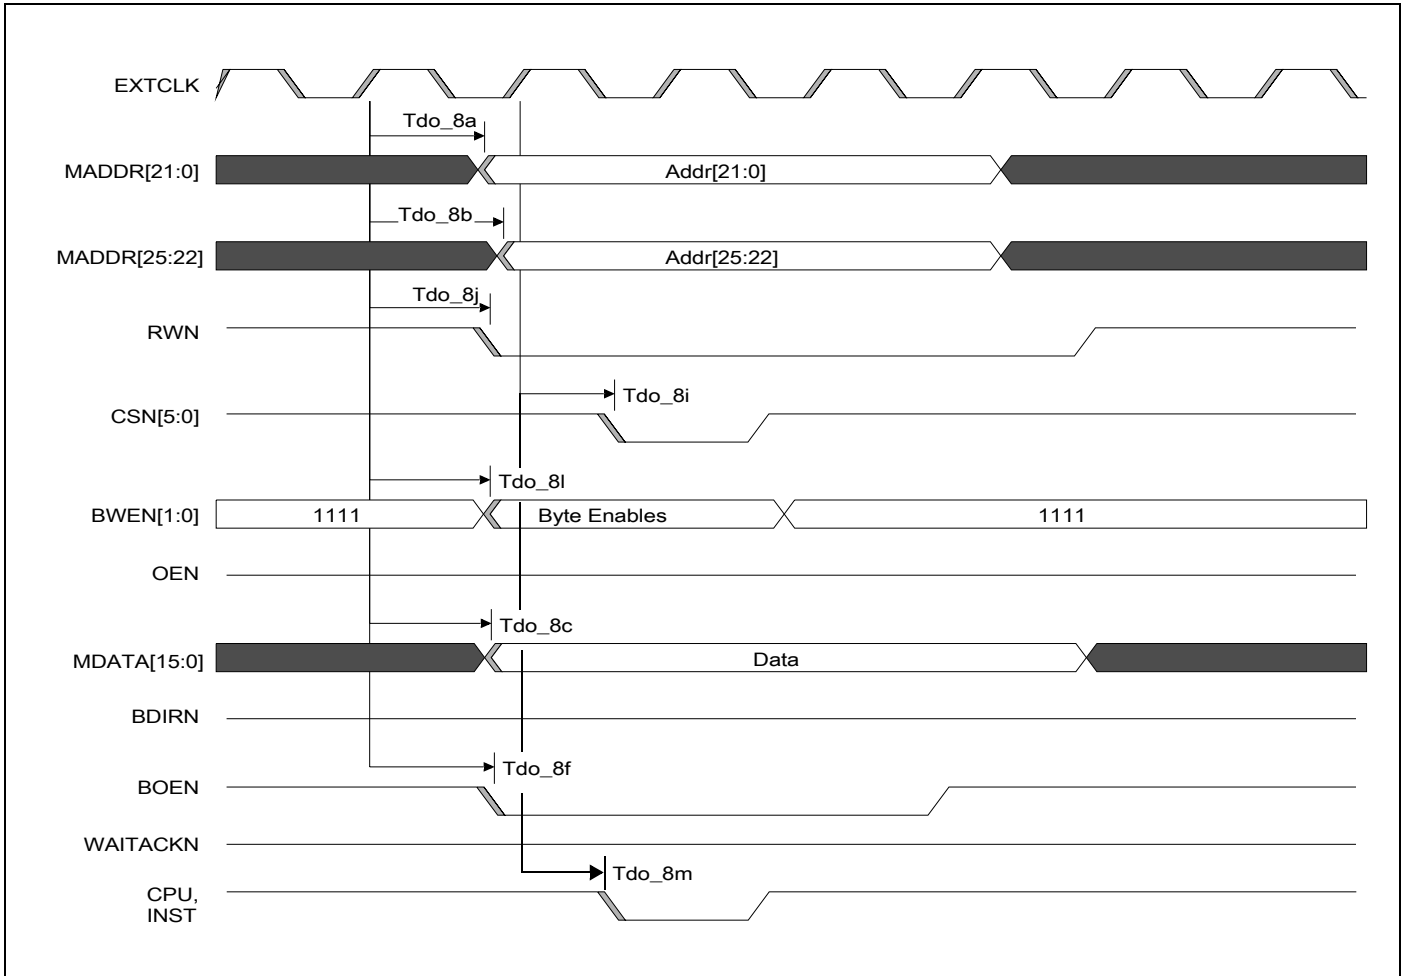 EXTCLK
Tdo_8a
MADDR[21:0]
Addr[21:0]
Tdo_8b
MADDR[25:22]
Addr[25:22]
Tdo_8j
RWN
Tdo_8i
CSN[5:0]
Tdo_8l
BWEN[1:0]
1111
Byte Enables
1111
OEN
Tdo_8c
MDATA[15:0]
Data
BDIRN
Tdo_8f
BOEN
WAITACKN
Tdo_8m
CPU,
INST